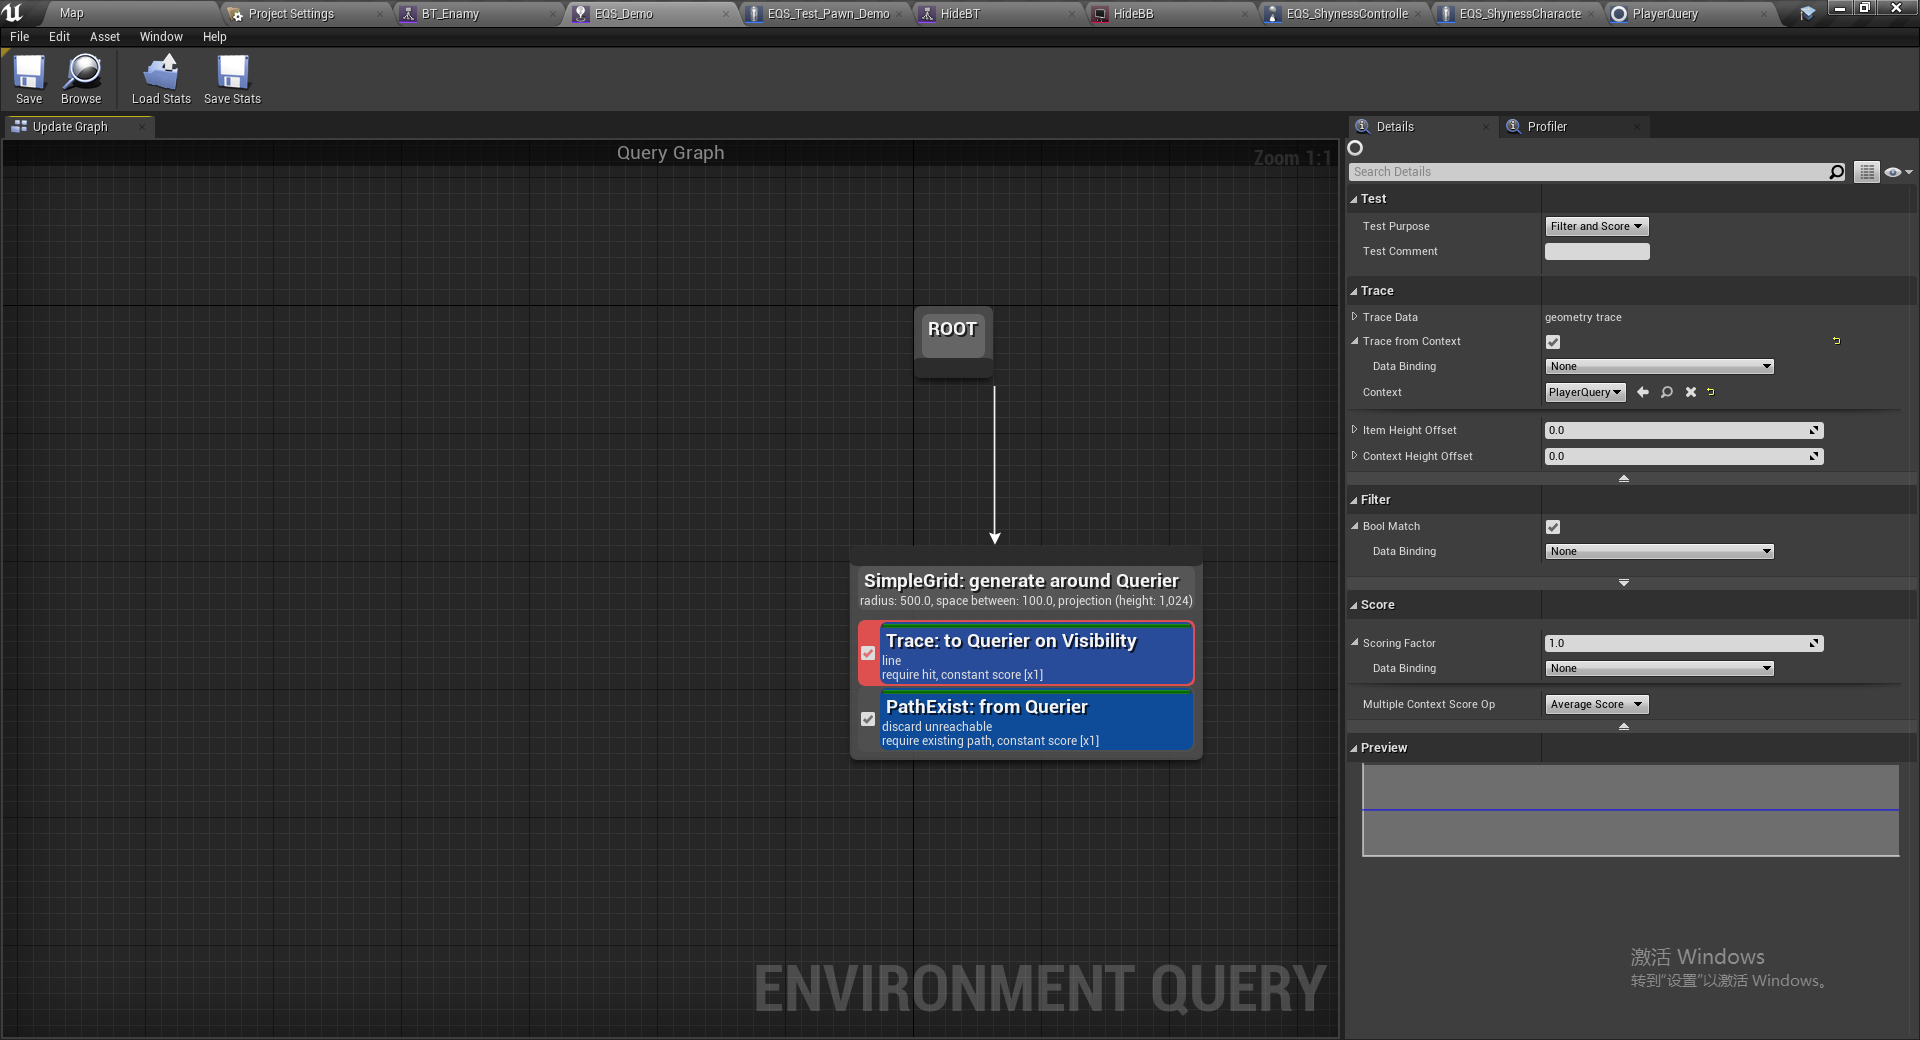 Map
Project Settings
BT_Enamy
EQS_Demo
EQS_Test_Pawn_Demo
HideBT
HideBB
EQS_ShynessControlle
EQS_ShynessCharacte
PlayerQuery
File Edit Asset Window Help
Save Browse Load Stats Save Stats
Update Graph
Query Graph
Zoom 1:1
ROOT
SimpleGrid: generate around Querier
radius: 500.0, space between: 100.0, projection (height: 1,024)
Trace: to Querier on Visibility
line
require hit, constant score [x1]
PathExist: from Querier
discard unreachable
require existing path, constant score [x1]
ENVIRONMENT QUERY
Details
Profiler
Search Details
Test
Test Purpose Filter and Score
Test Comment
Trace
Trace Data geometry trace
Trace from Context
Data Binding None
Context PlayerQuery
Item Height Offset 0.0
Context Height Offset 0.0
Filter
Bool Match
Data Binding None
Score
Scoring Factor 1.0
Data Binding None
Multiple Context Score Op Average Score
Preview
激活 Windows
转到“设置”以激活 Windows。